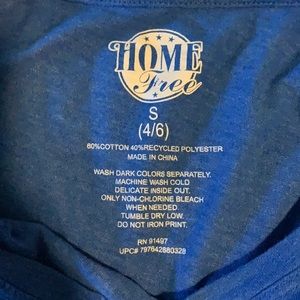 HOME
Free
S
(4/6)
60%COTTON 40%RECYCLED POLYESTER
MADE IN CHINA
WASH DARK COLORS SEPARATELY.
MACHINE WASH COLD
DELICATE INSIDE OUT.
ONLY NON-CHLORINE BLEACH
WHEN NEEDED.
TUMBLE DRY LOW.
DO NOT IRON PRINT.
RN 91497
UPC# 797642880328